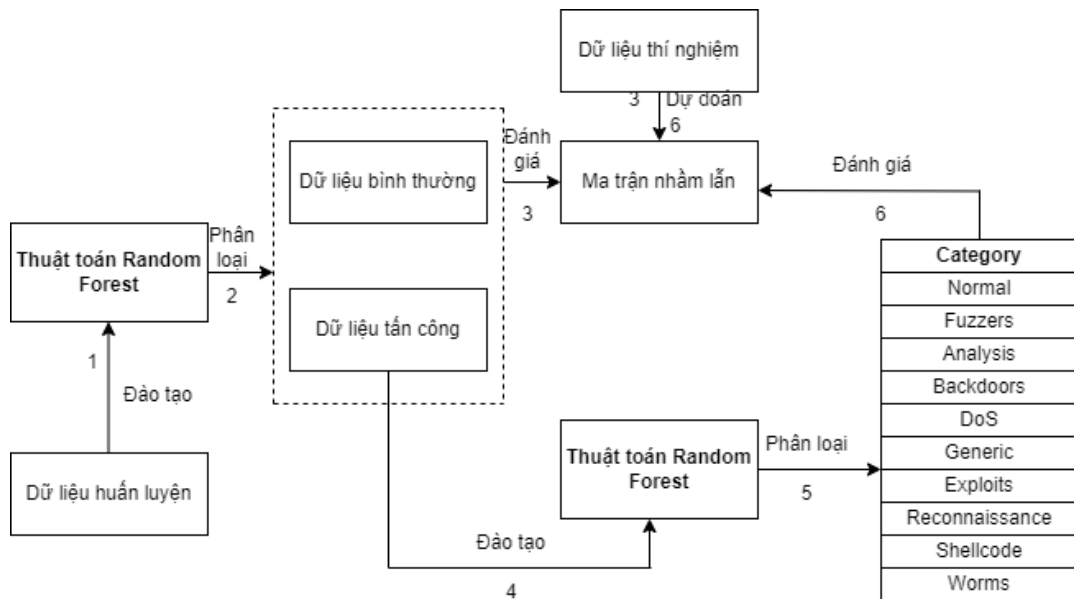 Dữ liệu thí nghiệm
3
Dự doán
6
Đánh
giá
3
Dữ liệu bình thường
Ma trận nhầm lẫn
Đánh giá
6
Thuật toán Random
Forest
Phân
loại
2
Dữ liệu tấn công
1
Đào tạo
Dữ liệu huấn luyện
Thuật toán Random
Forest
Phân loại
5
Đào tạo
4
Category
Normal
Fuzzers
Analysis
Backdoors
DoS
Generic
Exploits
Reconnaissance
Shellcode
Worms